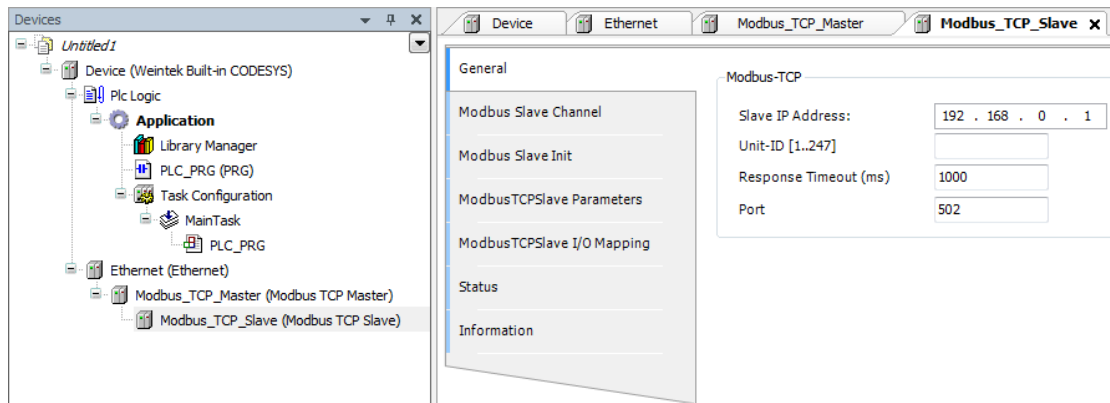 Devices
Untitled1
Device (Weintek Built-in CODESYS)
Plc Logic
Application
Library Manager
PLC_PRG (PRG)
Task Configuration
MainTask
PLC_PRG
Ethernet (Ethernet)
Modbus_TCP_Master (Modbus TCP Master)
Modbus_TCP_Slave (Modbus TCP Slave)
Device Ethernet Modbus_TCP_Master Modbus_TCP_Slave
General
Modbus Slave Channel
Modbus Slave Init
ModbusTCPSlave Parameters
ModbusTCPSlave I/O Mapping
Status
Information
Modbus-TCP
Slave IP Address: 192 . 168 . 0 . 1
Unit-ID [1..247]
Response Timeout (ms) 1000
Port 502